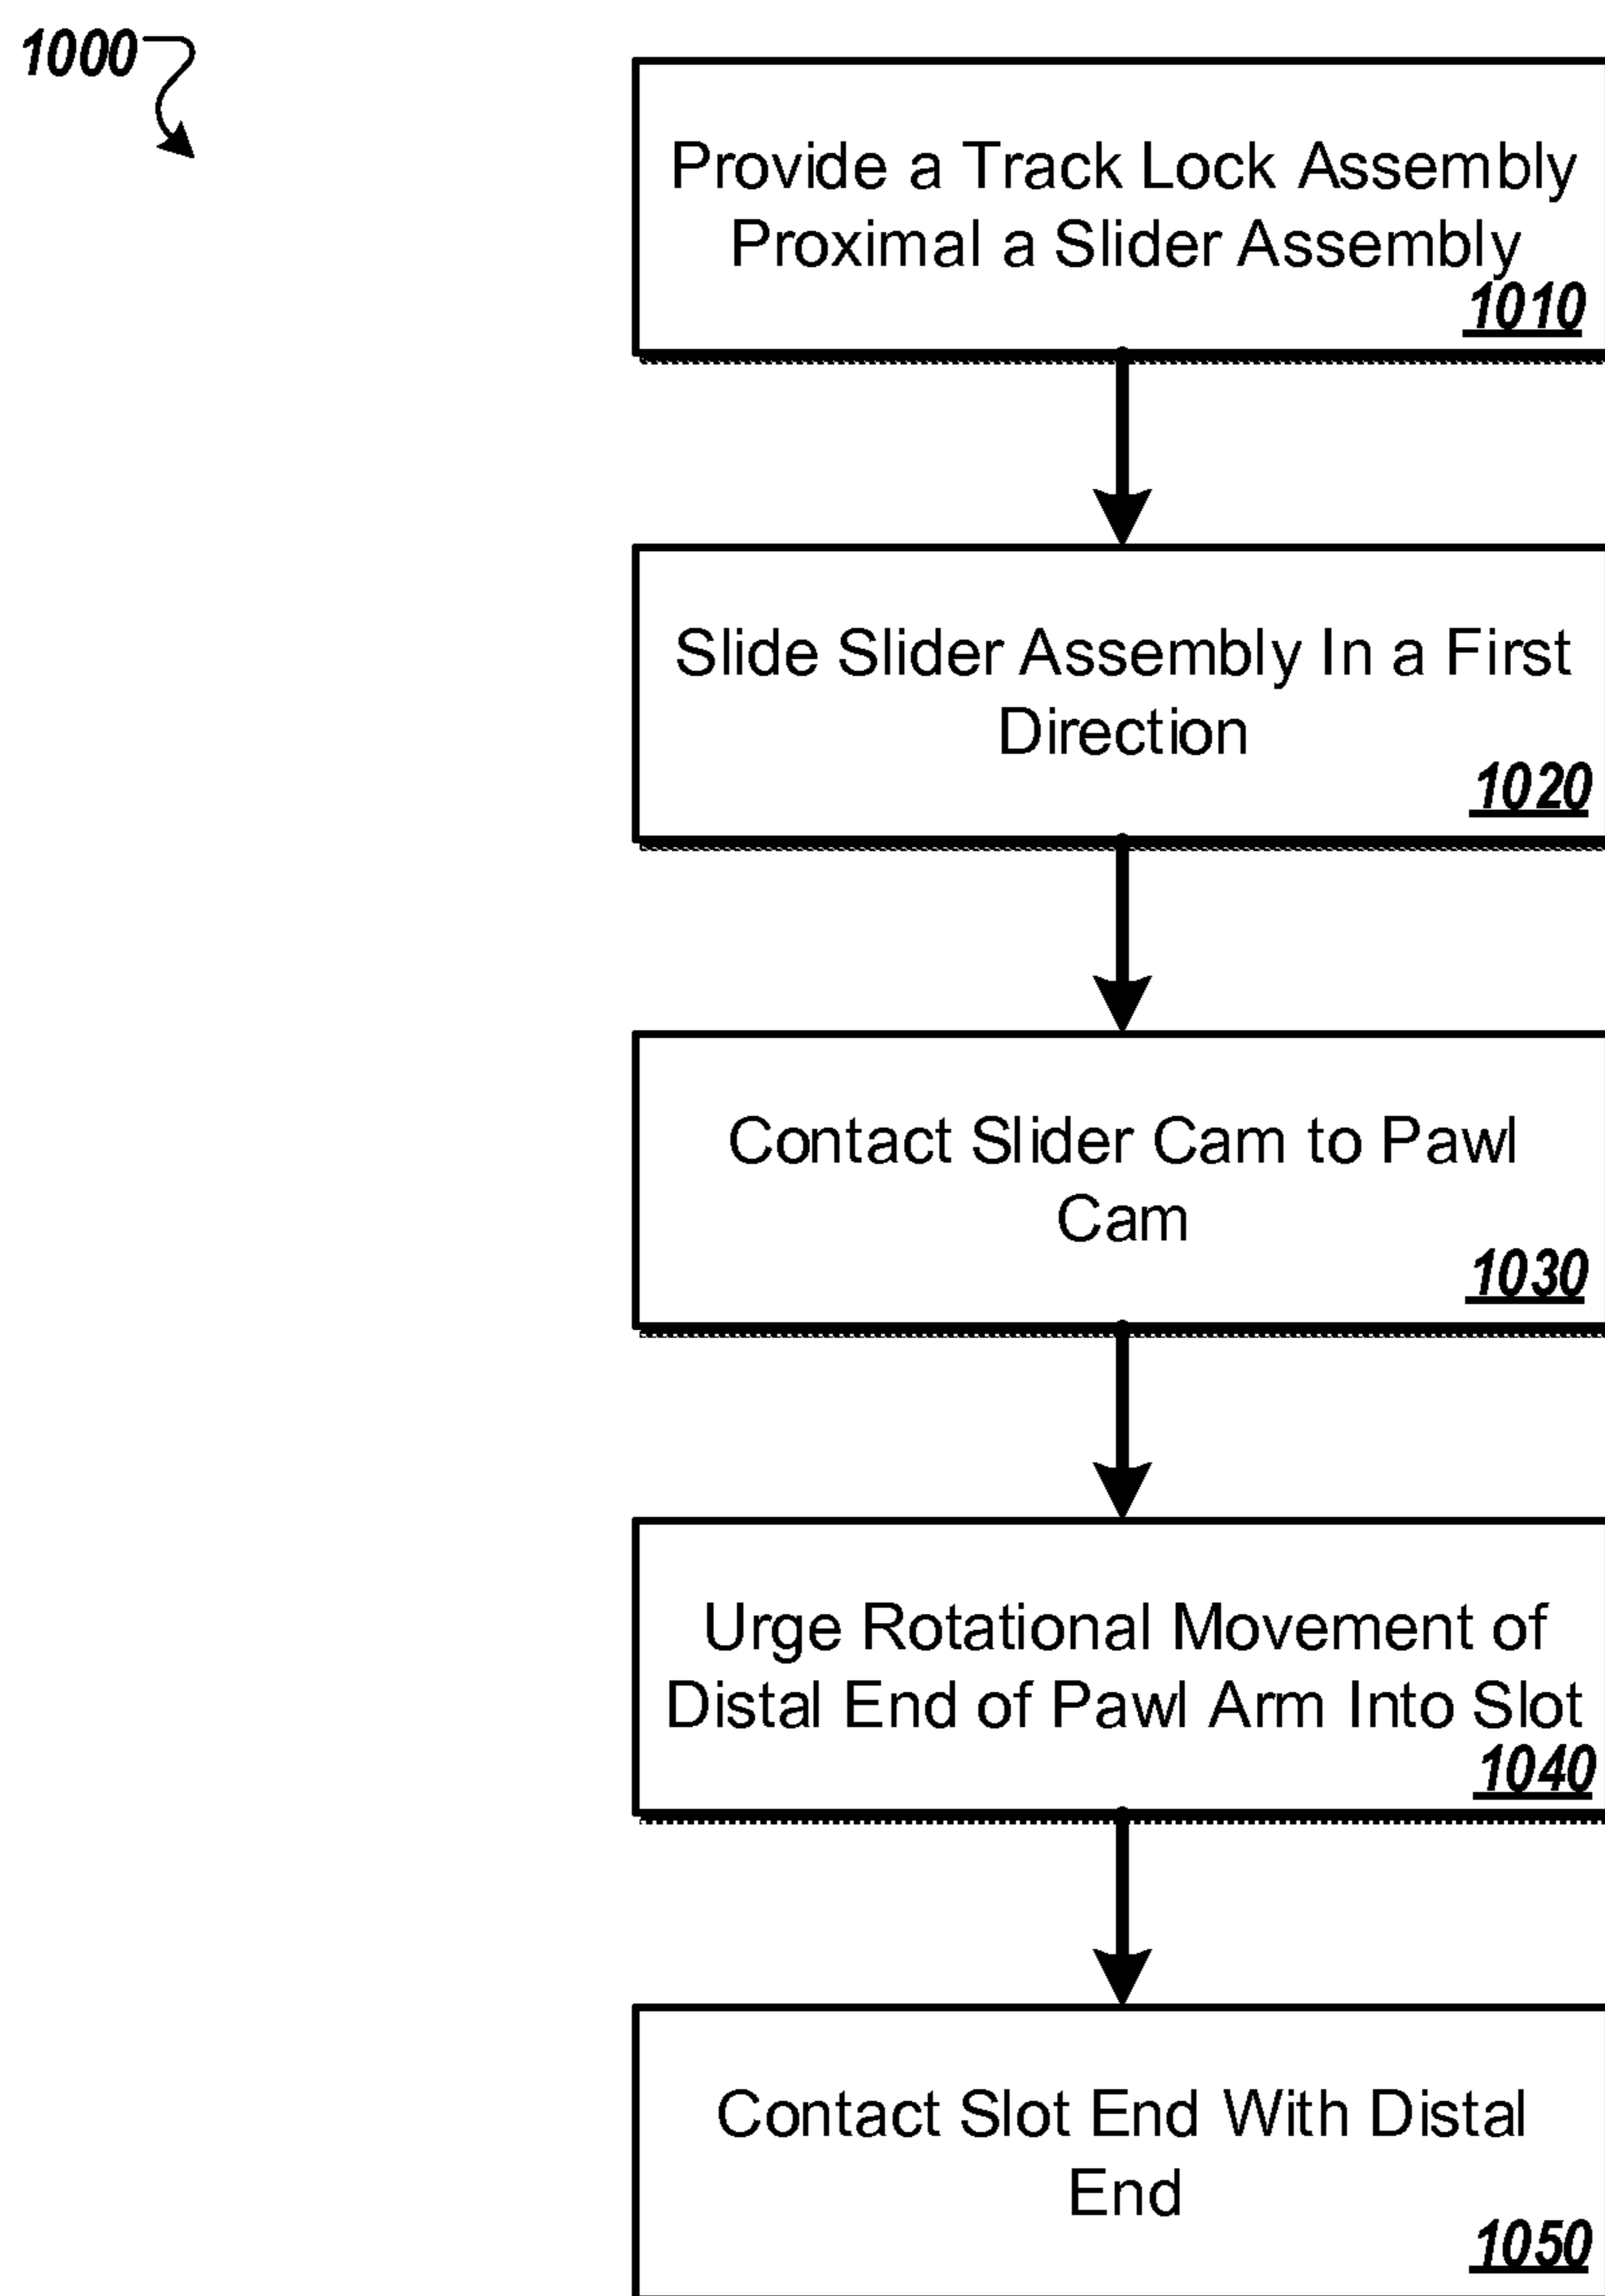 1000
Provide a Track Lock Assembly
Proximal a Slider Assembly
1010
Slide Slider Assembly In a First
Direction
1020
Contact Slider Cam to Pawl
Cam
1030
Urge Rotational Movement of
Distal End of Pawl Arm Into Slot
1040
Contact Slot End With Distal
End
1050